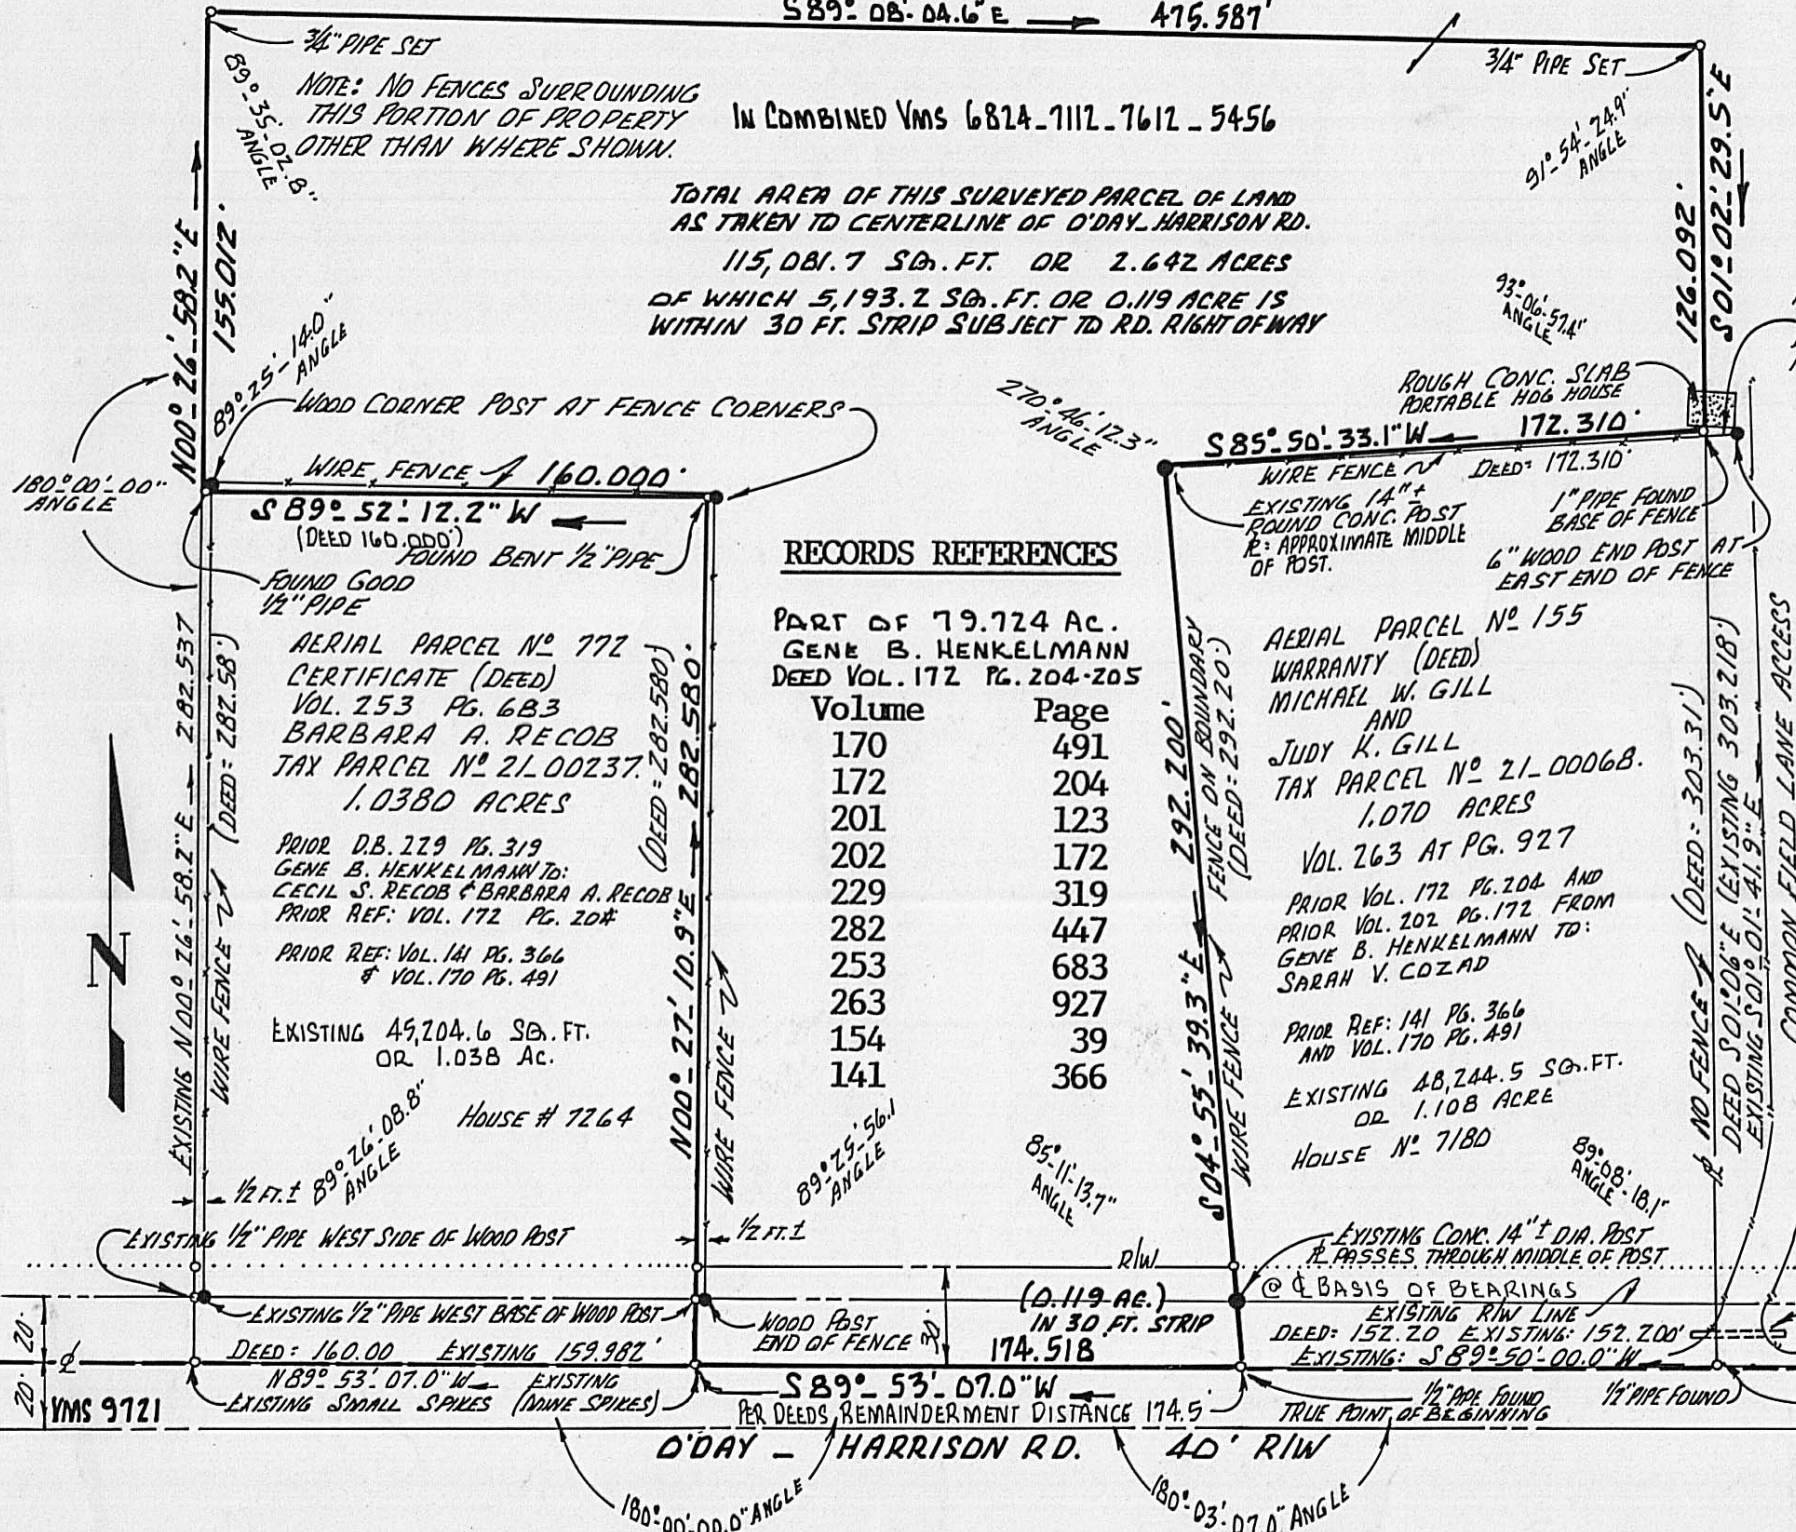 S89°-08'-04.6"E 475.587'
3/4" PIPE SET
3/4" PIPE SET
NOTE: NO FENCES SURROUNDING
THIS PORTION OF PROPERTY
OTHER THAN WHERE SHOWN.
89°-35'-02.8"
ANGLE
IN COMBINED VMS 6824-7112-7612-5456
91°-54'-24.9"
ANGLE
S01°-02'-29.5"E
126.092'
N00°-26'-58.2"E
155.012'
TOTAL AREA OF THIS SURVEYED PARCEL OF LAND
AS TAKEN TO CENTERLINE OF O'DAY-HARRISON RD.
115,081.7 SQ. FT. OR 2.642 ACRES
OF WHICH 5,193.2 SQ. FT. OR 0.119 ACRE IS
WITHIN 30 FT. STRIP SUBJECT TO RD. RIGHT OF WAY
93°-06'-57.4"
ANGLE
89°-25'-14.0"
ANGLE
WOOD CORNER POST AT FENCE CORNERS
270°-46'-12.3"
ANGLE
ROUGH CONC. SLAB
PORTABLE HOG HOUSE
S85°-50'-33.1"W 172.310'
WIRE FENCE DEED: 172.310'
180°-00'-00"
ANGLE
WIRE FENCE 160.000'
S89°-52'-12.2"W
(DEED 160.000')
FOUND BENT 1/2" PIPE
FOUND GOOD
1/2" PIPE
EXISTING 14"±
ROUND CONC. POST
PL: APPROXIMATE MIDDLE
OF POST.
1" PIPE FOUND
BASE OF FENCE
6" WOOD END POST AT
EAST END OF FENCE
EXISTING N00°-26'-58.2"E 282.537
WIRE FENCE (DEED: 282.58')
AERIAL PARCEL Nº 772
CERTIFICATE (DEED)
VOL. 253 PG. 683
BARBARA A. RECOB
TAX PARCEL Nº 21-00237.
1.0380 ACRES
PRIOR D.B. 229 PG. 319
GENE B. HENKELMANN TO:
CECIL S. RECOB & BARBARA A. RECOB
PRIOR REF: VOL. 172 PG. 204
PRIOR REF: VOL. 141 PG. 366
& VOL. 170 PG. 491
EXISTING 45,204.6 SQ. FT.
OR 1.038 AC.
HOUSE # 7264
89°-26'-08.8"
ANGLE
1/2 FT. ±
(DEED = 282.580')
N00°-27'-10.9"E 282.580'
WIRE FENCE
RECORDS REFERENCES
PART OF 79.724 AC.
GENE B. HENKELMANN
DEED VOL. 172 PG. 204-205
Volume Page
170 491
172 204
201 123
202 172
229 319
282 447
253 683
263 927
154 39
141 366
89°-25'-56.1
ANGLE
85°-11'-13.7"
ANGLE
1/2 FT. ±
S04°-55'-39.3"E 292.200'
FENCE ON BOUNDARY
(DEED: 292.20')
WIRE FENCE
AERIAL PARCEL Nº 155
WARRANTY (DEED)
MICHAEL W. GILL
AND
JUDY K. GILL
TAX PARCEL Nº 21-00068.
1.070 ACRES
VOL. 263 AT PG. 927
PRIOR VOL. 172 PG. 204 AND
PRIOR VOL. 202 PG. 172 FROM
GENE B. HENKELMANN TO:
SARAH V. COZAD
PRIOR REF: 141 PG. 366
AND VOL. 170 PG. 491
EXISTING 48,244.5 SQ. FT.
OR 1.108 ACRE
HOUSE Nº 7180
89°-08'-18.1"
ANGLE
PL NO FENCE (DEED: 303.31')
DEED S01°06"E (EXISTING 303.218')
EXISTING S01°-01'-41.9"E
COMMON FIELD LANE ACCESS
N
EXISTING 1/2" PIPE WEST SIDE OF WOOD POST
EXISTING 1/2" PIPE WEST BASE OF WOOD POST
WOOD POST
END OF FENCE
R/W
30'
(0.119 AC.)
IN 30 FT. STRIP
174.518
EXISTING CONC. 14"± DIA. POST
PL PASSES THROUGH MIDDLE OF POST
@ CL BASIS OF BEARINGS
EXISTING R/W LINE
DEED: 152.20 EXISTING: 152.200'
EXISTING: S89°-50'-00.0"W
20'
20'
CL
DEED: 160.00 EXISTING 159.982'
N89°-53'-07.0"W EXISTING
EXISTING SMALL SPIKES (MINE SPIKES)
VMS 9721
S89°-53'-07.0"W
PER DEEDS, REMAINDERMENT DISTANCE 174.5
1/2" PIPE FOUND
TRUE POINT OF BEGINNING
1/2" PIPE FOUND
O'DAY - HARRISON RD. 40' R/W
180°-00'-00.0" ANGLE
180°-03'-07.0" ANGLE